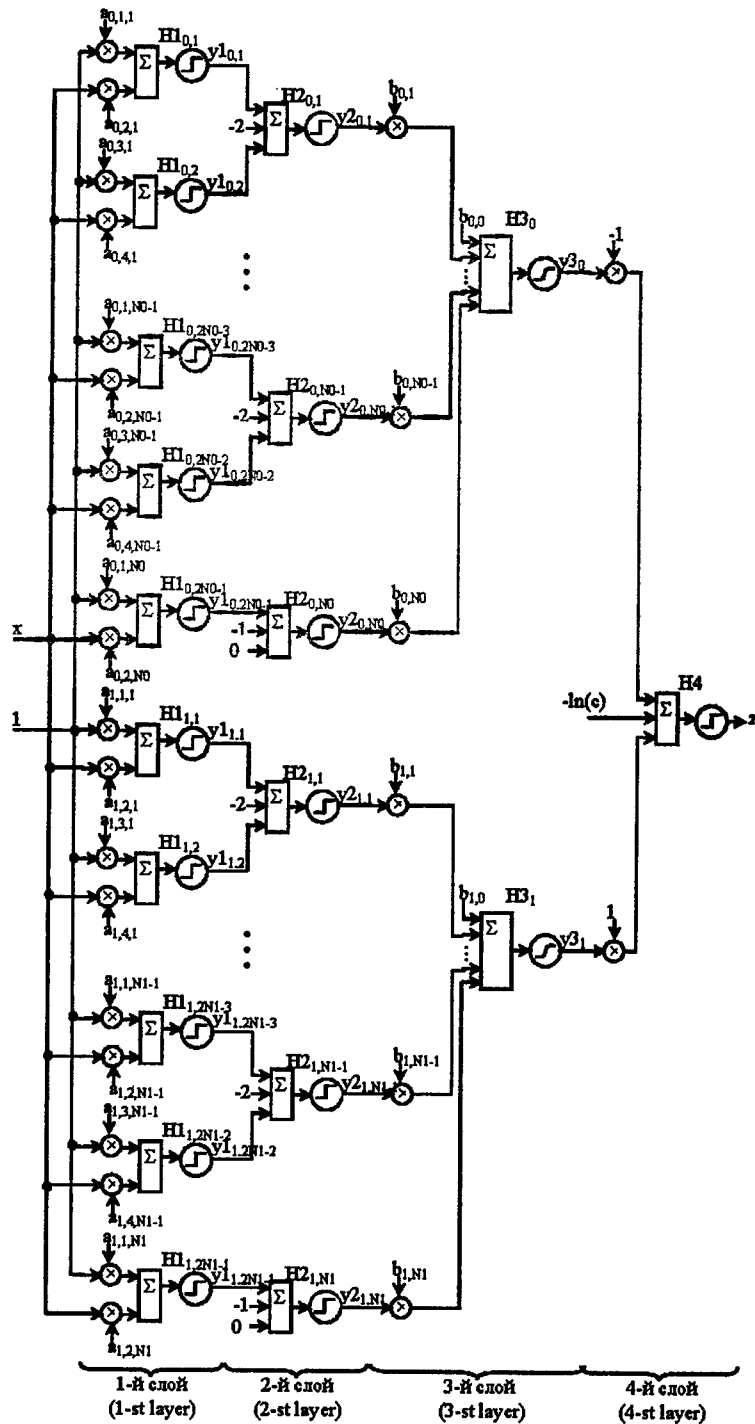 a0,1,1
H10,1
y10,1
Σ
a0,2,1
H20,1
y20,1
b0,1
-2
Σ
a0,3,1
H10,2
y10,2
Σ
a0,4,1
b0,0
H30
Σ
y30
-1
a0,1,N0-1
H10,2N0-3
y10,2N0-3
Σ
a0,2,N0-1
H20,N0-1
y20,N0-1
b0,N0-1
-2
Σ
a0,3,N0-1
H10,2N0-2
y10,2N0-2
Σ
a0,4,N0-1
a0,1,N0
H10,2N0-1
y10,2N0-1
Σ
H20,N0
y20,N0
b0,N0
Σ
-1
0
x
a0,2,N0
a1,1,1
1
H11,1
y11,1
Σ
-ln(c)
H4
Σ
z
a1,2,1
H21,1
y21,1
b1,1
-2
Σ
a1,3,1
H11,2
y11,2
Σ
a1,4,1
b1,0
H31
Σ
y31
1
a1,1,N1-1
H11,2N1-3
y11,2N1-3
Σ
a1,2,N1-1
H21,N1-1
y21,N1-1
b1,N1-1
-2
Σ
a1,3,N1-1
H11,2N1-2
y11,2N1-2
Σ
a1,4,N1-1
a1,1,N1
H11,2N1-1
y11,2N1-1
Σ
H21,N1
y21,N1
b1,N1
Σ
-1
0
a1,2,N1
1-й слой
(1-st layer)
2-й слой
(2-st layer)
3-й слой
(3-st layer)
4-й слой
(4-st layer)